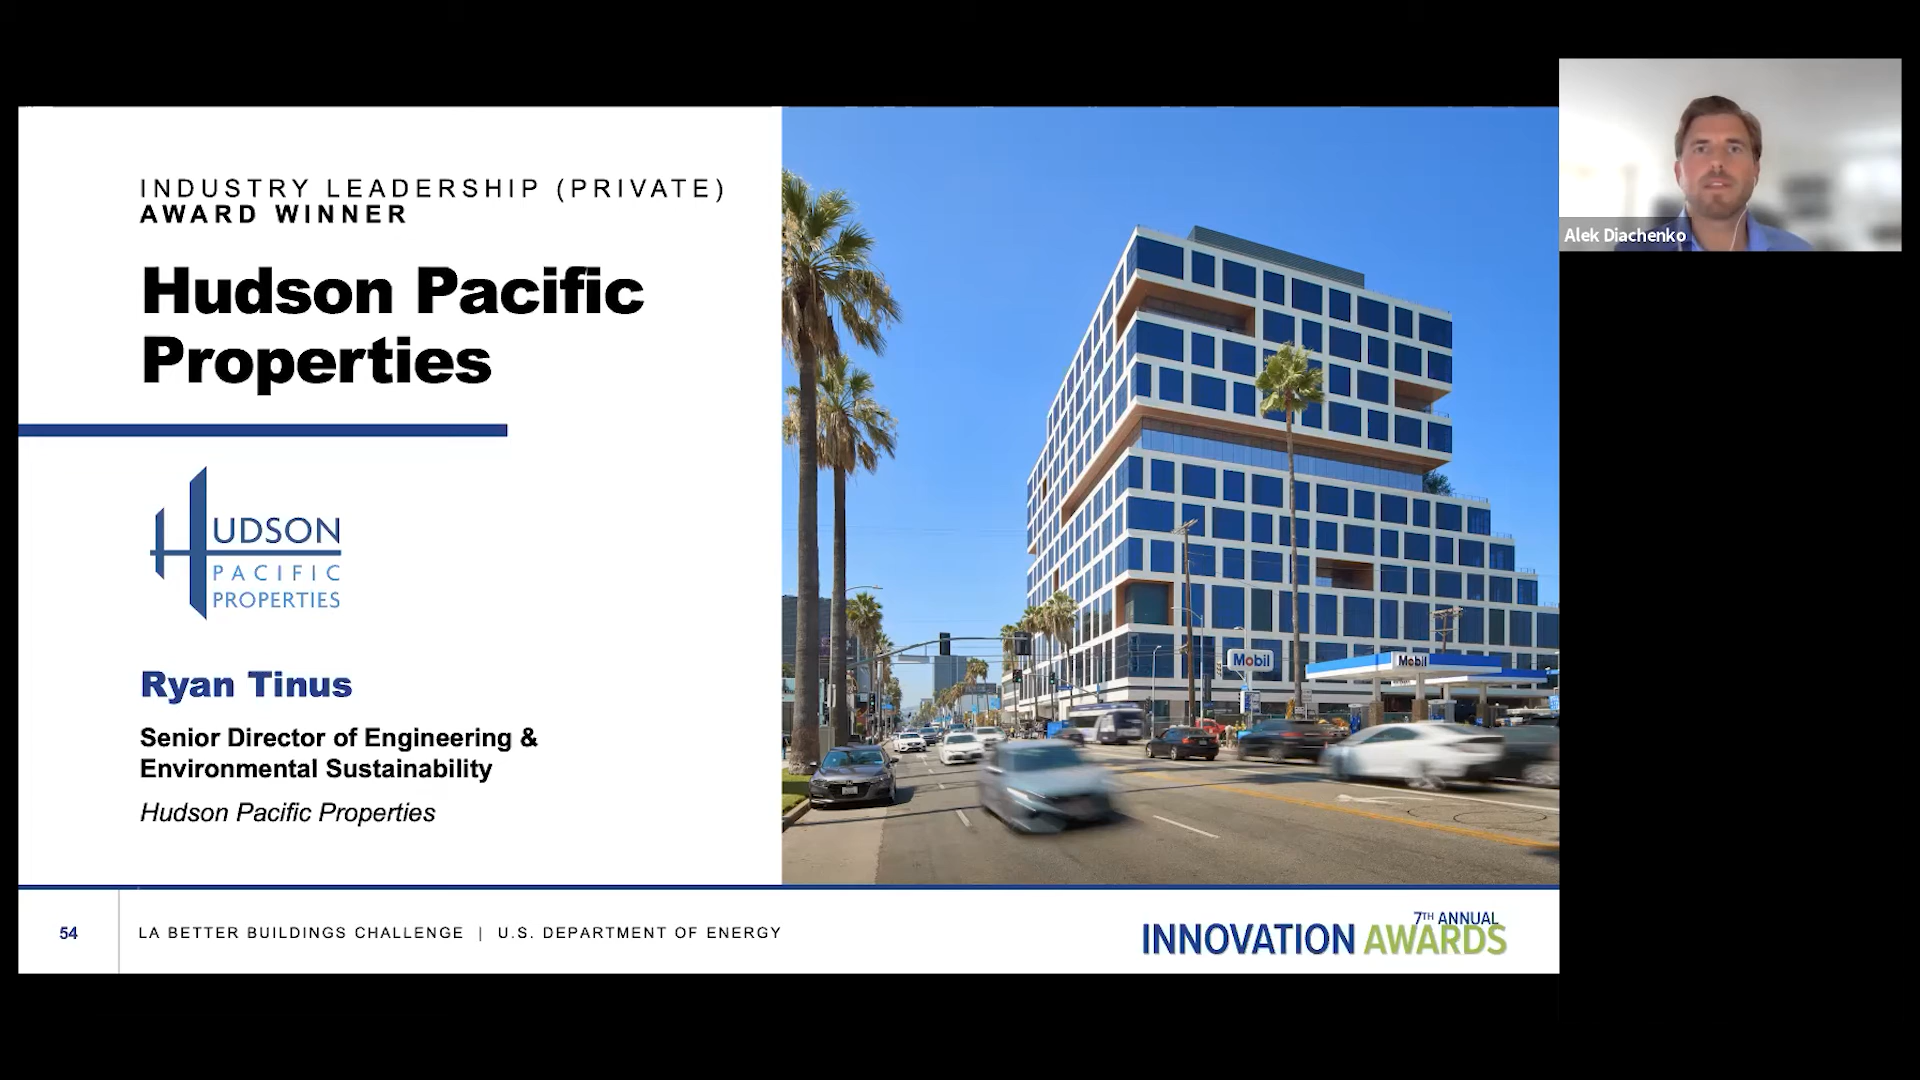 INDUSTRY LEADERSHIP (PRIVATE)
AWARD WINNER
Hudson Pacific
Properties
HUDSON
PACIFIC
PROPERTIES
Ryan Tinus
Senior Director of Engineering &
Environmental Sustainability
Hudson Pacific Properties
Mobil
Mobil
54
LA BETTER BUILDINGS CHALLENGE | U.S. DEPARTMENT OF ENERGY
7TH ANNUAL
INNOVATION AWARDS
Alek Diachenko